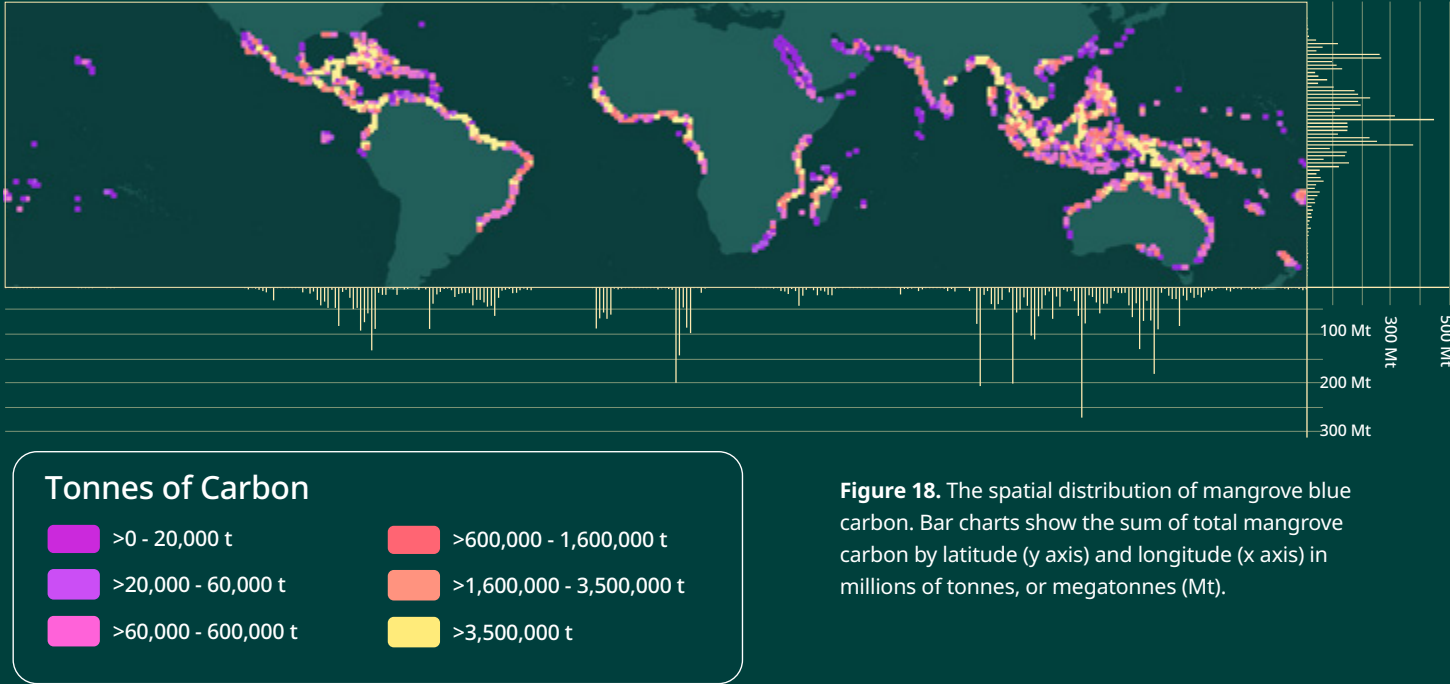 100 Mt
200 Mt
300 Mt
300 Mt
500 Mt
Tonnes of Carbon
>0 - 20,000 t
>20,000 - 60,000 t
>60,000 - 600,000 t
>600,000 - 1,600,000 t
>1,600,000 - 3,500,000 t
>3,500,000 t
Figure 18. The spatial distribution of mangrove blue
carbon. Bar charts show the sum of total mangrove
carbon by latitude (y axis) and longitude (x axis) in
millions of tonnes, or megatonnes (Mt).